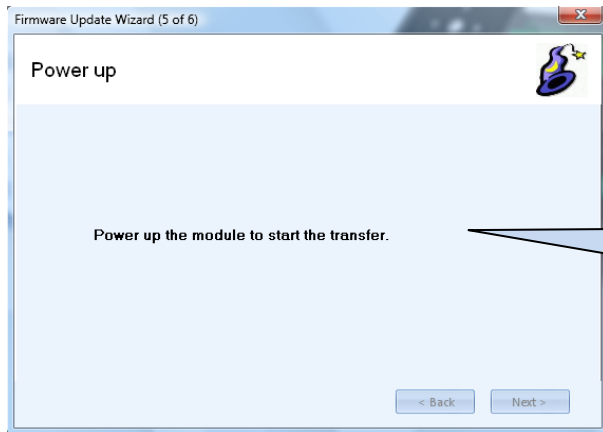 Firmware Update Wizard (5 of 6)
Power up
Power up the module to start the transfer.
< Back Next >